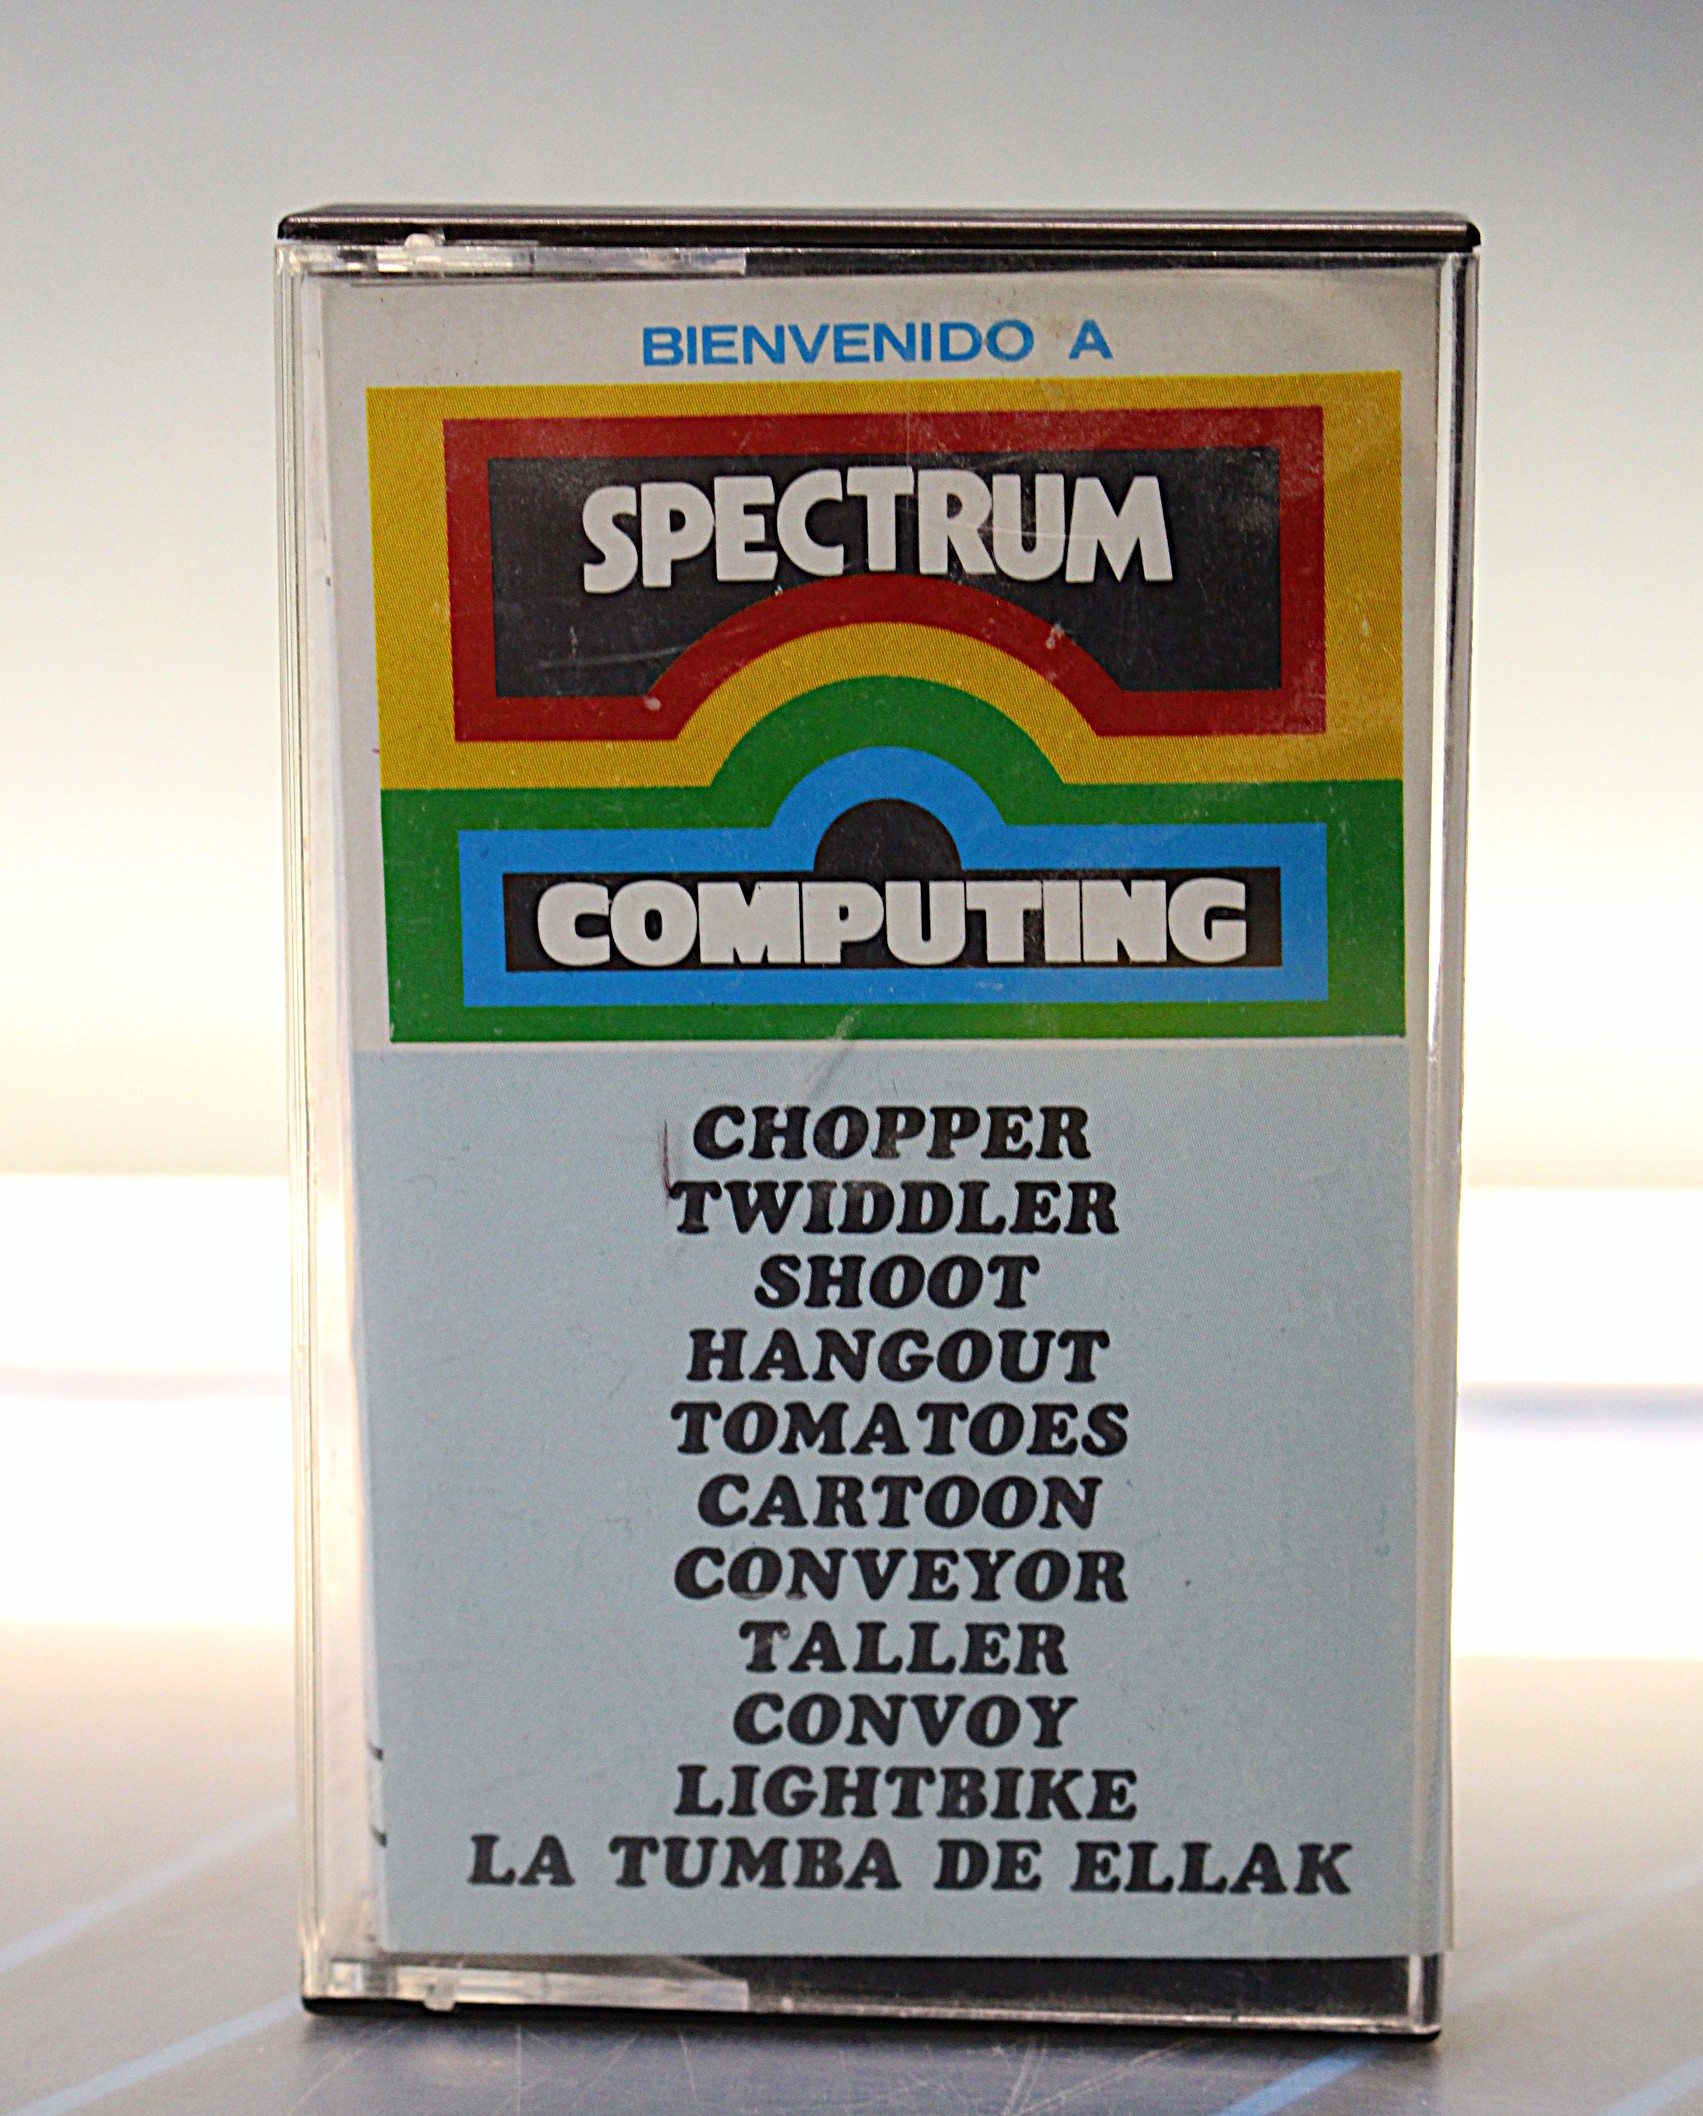 BIENVENIDO A
SPECTRUM
COMPUTING
CHOPPER
TWIDDLER
SHOOT
HANGOUT
TOMATOES
CARTOON
CONVEYOR
TALLER
CONVOY
LIGHTBIKE
LA TUMBA DE ELLAK